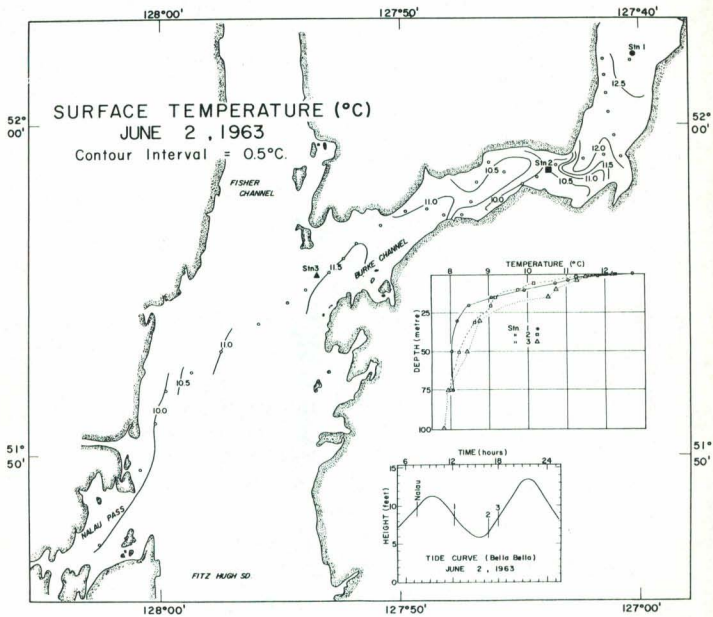 128°00'
127°50'
127°40'
Stn 1
12.5
SURFACE TEMPERATURE (°C)
JUNE 2, 1963
Contour Interval = 0.5°C.
52°
00'
52°
00'
12.0
11.5
Stn2
11.0
10.5
10.5
10.0
11.0
FISHER
CHANNEL
BURKE CHANNEL
Stn3
11.5
11.0
10.5
10.0
TEMPERATURE (°C)
8 9 10 11 12
DEPTH (metre)
25
50
75
100
Stn. 1
2
3
51°
50'
51°
50'
TIME (hours)
6 12 18 24
HEIGHT (feet)
15
10
5
0
Nalau
1
2
3
TIDE CURVE (Bella Bella)
JUNE 2, 1963
NALAU PASS
FITZ HUGH SD
128°00'
127°50'
127°00'